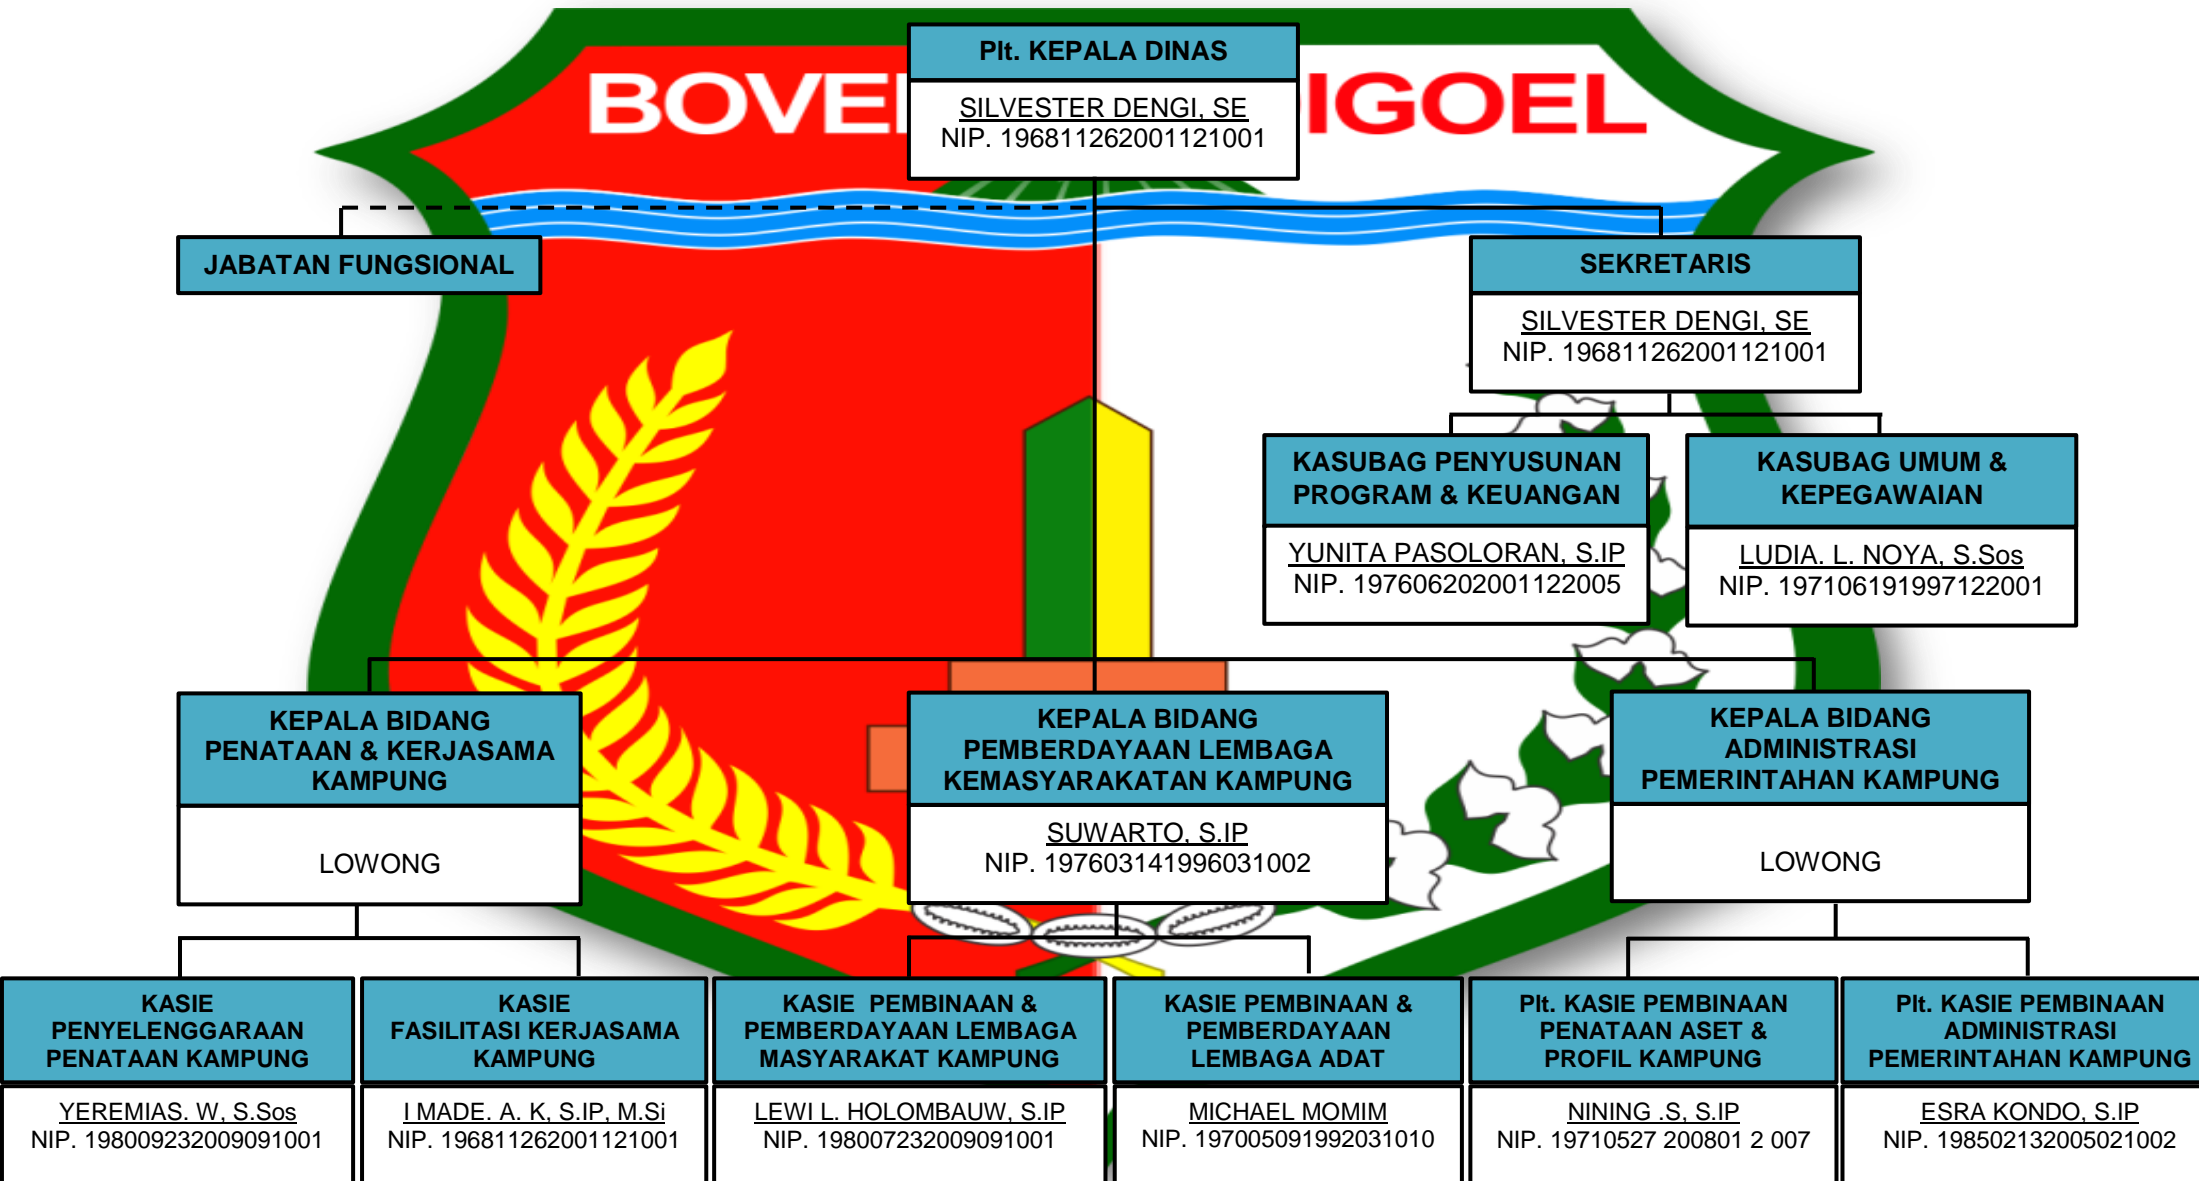 BOVE IGOEL
Plt. KEPALA DINAS
SILVESTER DENGI, SE
NIP. 196811262001121001
JABATAN FUNGSIONAL
SEKRETARIS
SILVESTER DENGI, SE
NIP. 196811262001121001
KASUBAG PENYUSUNAN
PROGRAM & KEUANGAN
YUNITA PASOLORAN, S.IP
NIP. 197606202001122005
KASUBAG UMUM &
KEPEGAWAIAN
LUDIA. L. NOYA, S.Sos
NIP. 197106191997122001
KEPALA BIDANG
PENATAAN & KERJASAMA
KAMPUNG
LOWONG
KEPALA BIDANG
PEMBERDAYAAN LEMBAGA
KEMASYARAKATAN KAMPUNG
SUWARTO, S.IP
NIP. 197603141996031002
KEPALA BIDANG
ADMINISTRASI
PEMERINTAHAN KAMPUNG
LOWONG
KASIE
PENYELENGGARAAN
PENATAAN KAMPUNG
YEREMIAS. W, S.Sos
NIP. 198009232009091001
KASIE
FASILITASI KERJASAMA
KAMPUNG
I MADE. A. K, S.IP, M.Si
NIP. 196811262001121001
KASIE PEMBINAAN &
PEMBERDAYAAN LEMBAGA
MASYARAKAT KAMPUNG
LEWI L. HOLOMBAUW, S.IP
NIP. 198007232009091001
KASIE PEMBINAAN &
PEMBERDAYAAN
LEMBAGA ADAT
MICHAEL MOMIM
NIP. 197005091992031010
Plt. KASIE PEMBINAAN
PENATAAN ASET &
PROFIL KAMPUNG
NINING .S, S.IP
NIP. 19710527 200801 2 007
Plt. KASIE PEMBINAAN
ADMINISTRASI
PEMERINTAHAN KAMPUNG
ESRA KONDO, S.IP
NIP. 198502132005021002